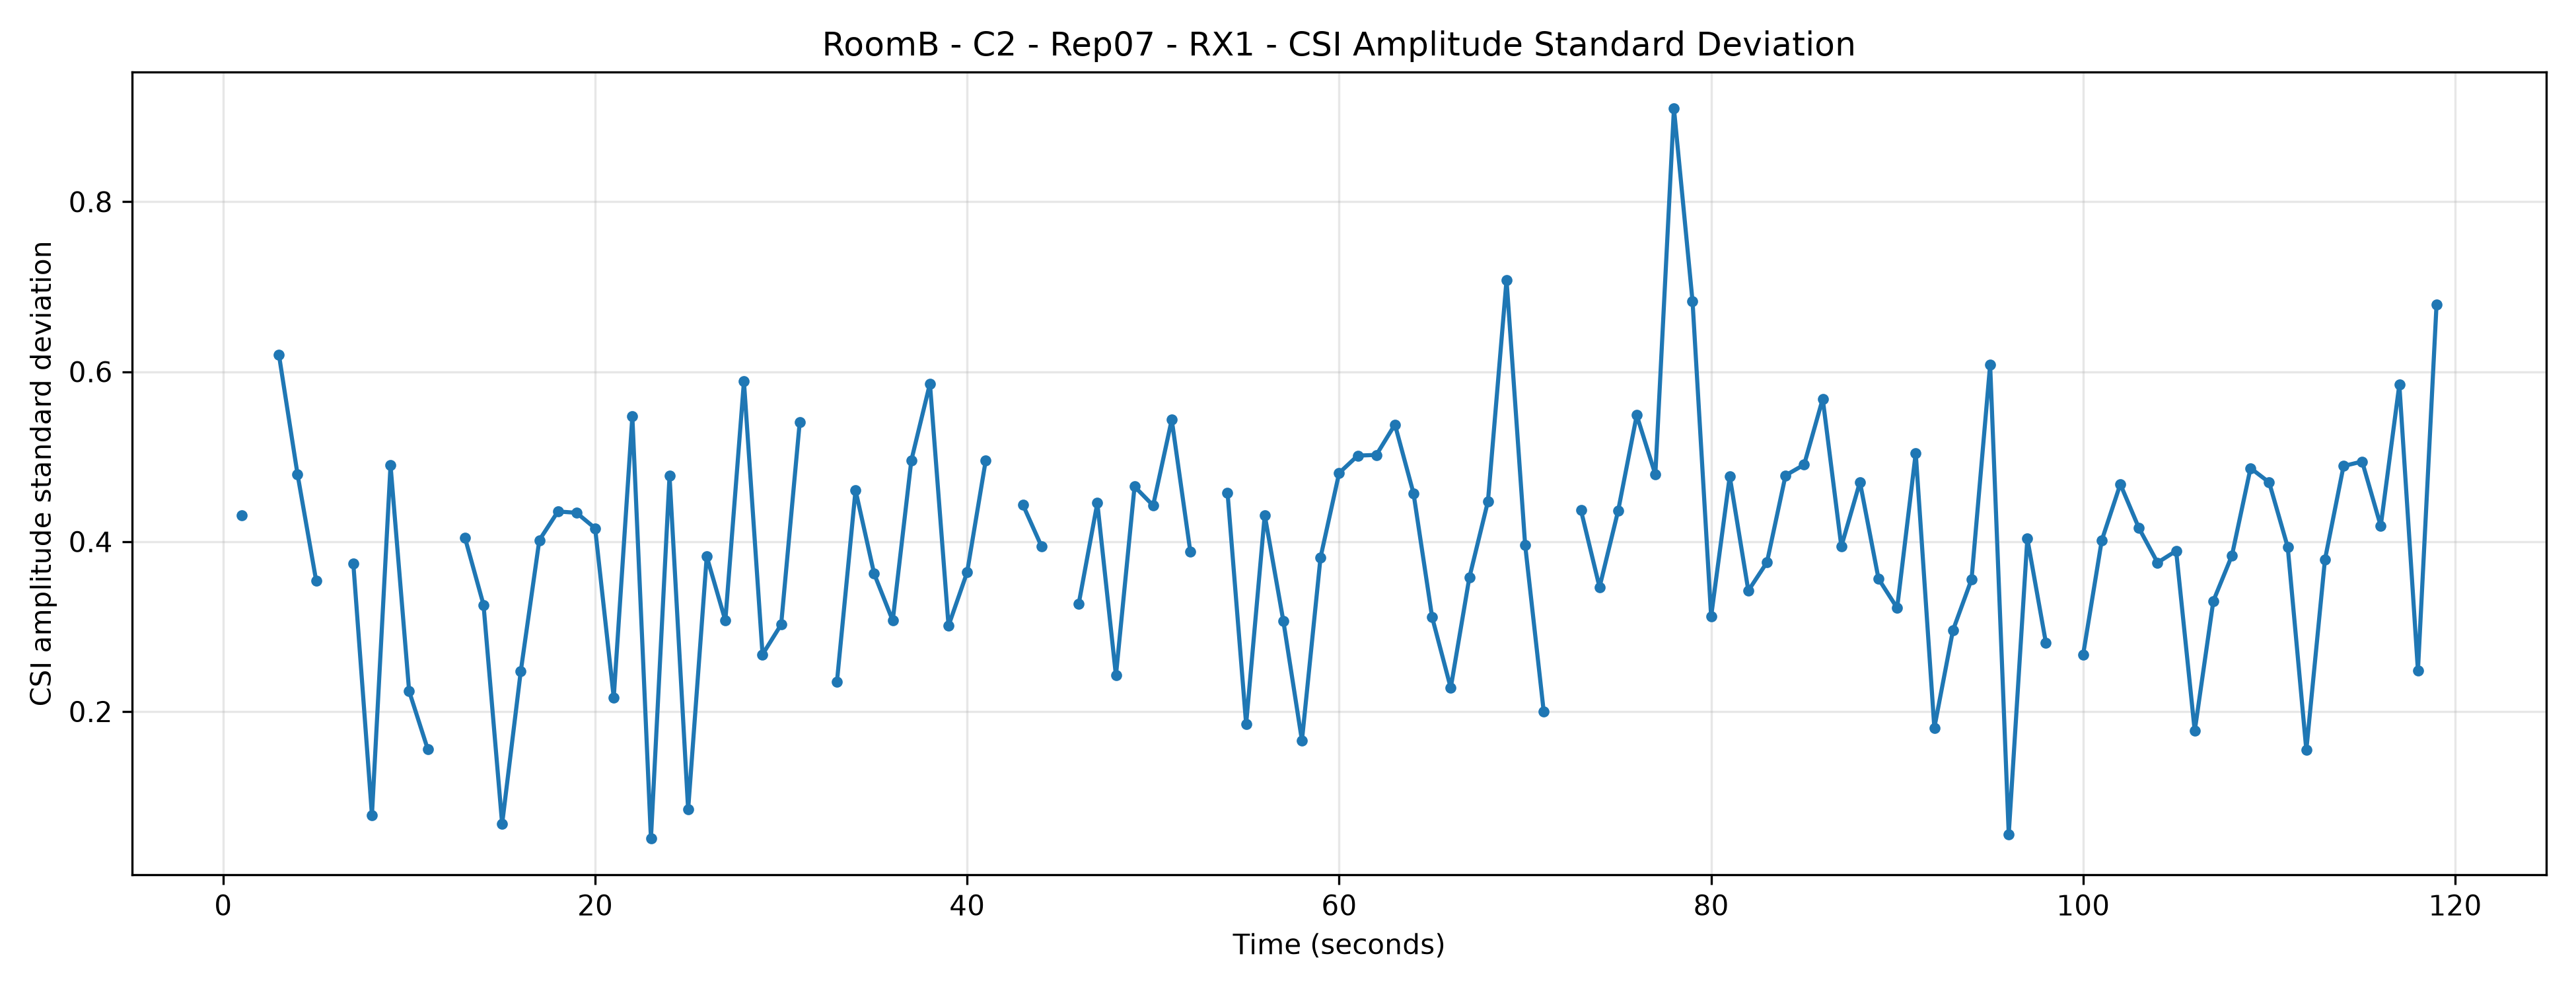 RoomB - C2 - Rep07 - RX1 - CSI Amplitude Standard Deviation
CSI amplitude standard deviation
0.8
0.6
0.4
0.2
0 20 40 60 80 100 120
Time (seconds)